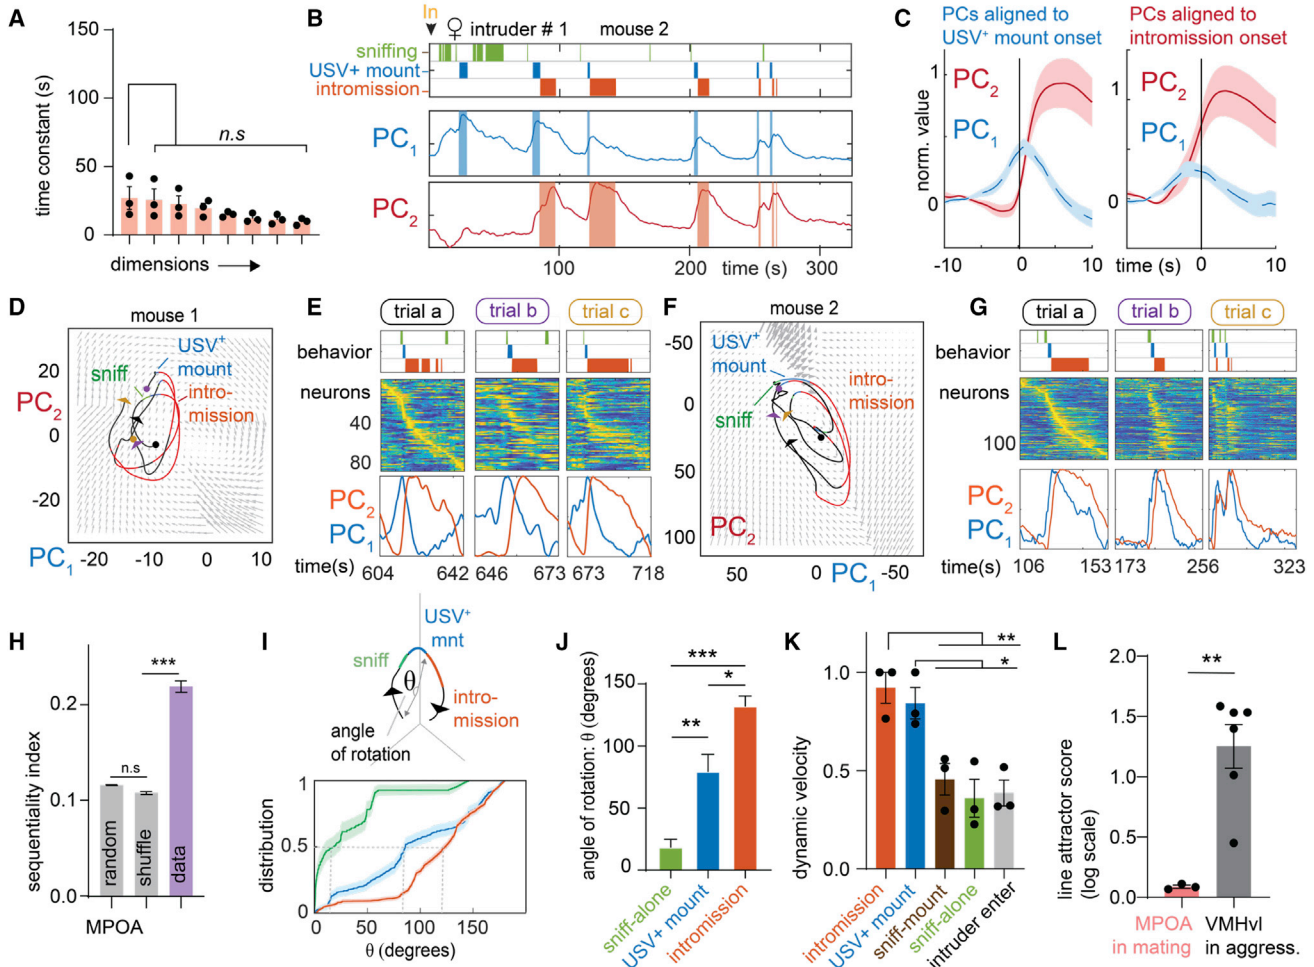 A
150
100
50
0
time constant (s)
n.s
dimensions
B
In
♀ intruder # 1 mouse 2
sniffing
USV+ mount
intromission
PC1
PC2
100 200 time (s) 300
C
PCs aligned to
USV+ mount onset
PCs aligned to
intromission onset
norm. value
1
0
PC2
PC1
-10 0 10
time (s)
1
0
PC2
PC1
0 10
D
mouse 1
USV+
mount
sniff
intro-
mission
20
PC2
0
-20
PC1 -20 -10 0 10
E
trial a trial b trial c
behavior
neurons
40
80
PC2
PC1
time(s)
604 642 646 673 673 718
F
mouse 2
-50
USV+
mount
intro-
mission
0
sniff
50
PC2
100
50 0 PC1 -50
G
trial a trial b trial c
behavior
neurons
100
PC2
PC1
time(s)
106 153 173 256 323
H
sequentiality index
0.2
0.1
0.0
***
n.s
random
shuffle
data
MPOA
I
USV+
mnt
sniff
θ
intro-
mission
angle
of rotation
distribution
1
0.5
0
0 50 100 150
θ (degrees)
J
angle of rotation: θ (degrees)
150
100
50
0
***
*
**
sniff-alone
USV+ mount
intromission
K
dynamic velocity
1.0
0.5
0.0
**
*
intromission
USV+ mount
sniff-mount
sniff-alone
intruder enter
L
line attractor score
(log scale)
2.0
1.5
1.0
0.5
0.0
**
MPOA
in mating
VMHvl
in aggress.